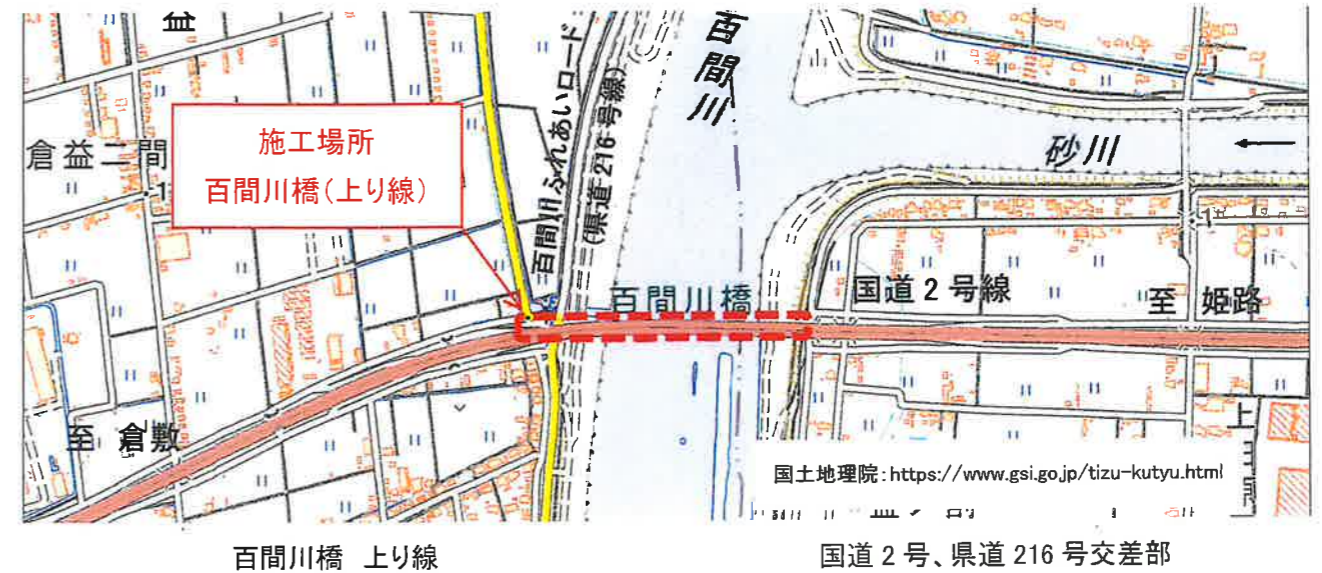 益
百間川
百間川ふれあいロード
(県道216号線)
施工場所
百間川橋(上り線)
倉益二間
砂川
百間川橋
国道2号線
至 姫路
至 倉敷
上
国土地理院:https://www.gsi.go.jp/tizu-kutyu.html
百間川橋 上り線
国道2号、県道216号交差部